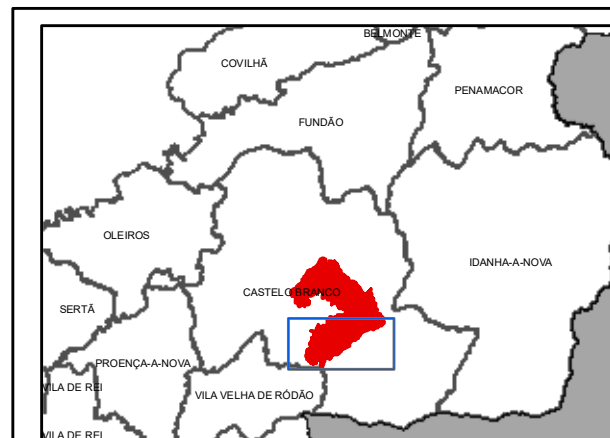 BELMONTE
COVILHÃ
PENAMACOR
FUNDÃO
OLEIROS
IDANHA-A-NOVA
CASTELO BRANCO
SERTÃ
PROENÇA-A-NOVA
VILA DE REI
VILA VELHA DE RÓDÃO
VILA DE REI